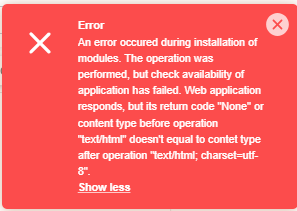 Error
An error occured during installation of
modules. The operation was
performed, but check availability of
application has failed. Web application
responds, but its return code "None" or
content type before operation
"text/html" doesn't equal to contet type
after operation "text/html; charset=utf-
8".
Show less